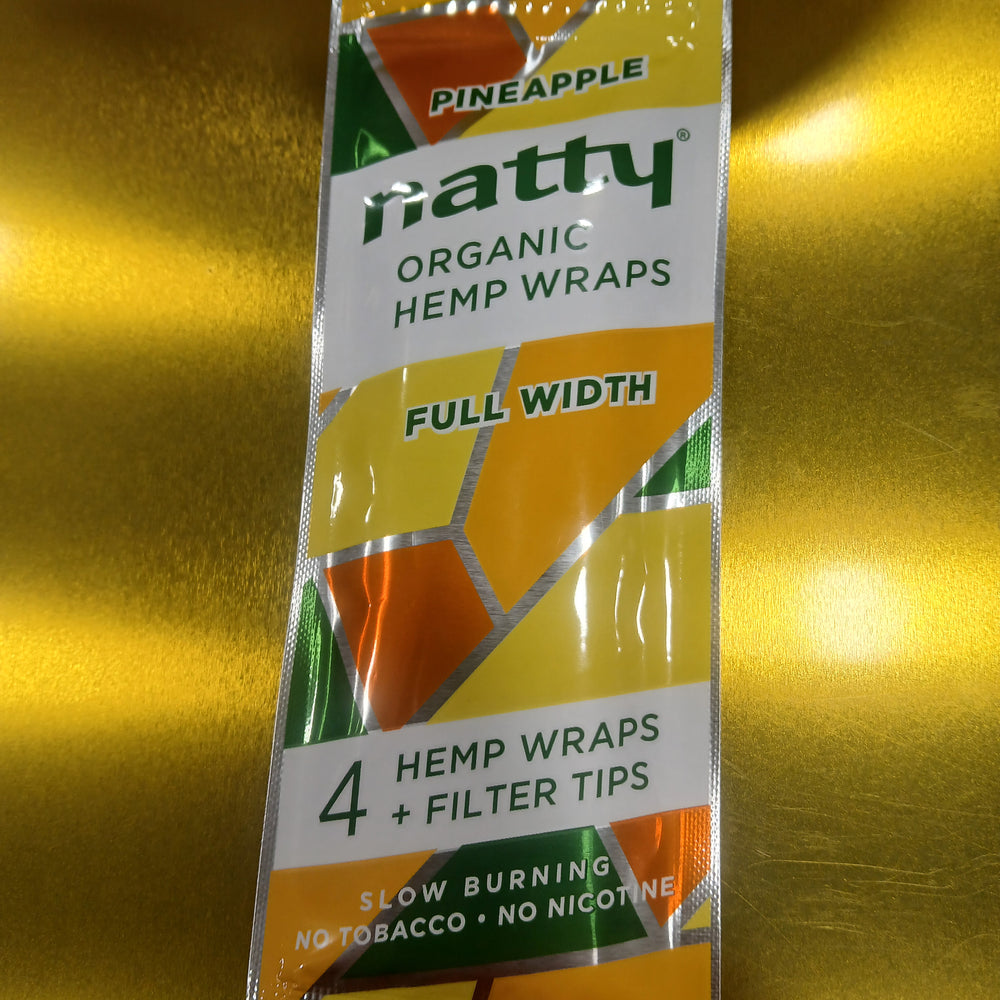 PINEAPPLE
natty®
ORGANIC
HEMP WRAPS
FULL WIDTH
4 HEMP WRAPS
+ FILTER TIPS
SLOW BURNING
NO TOBACCO • NO NICOTINE